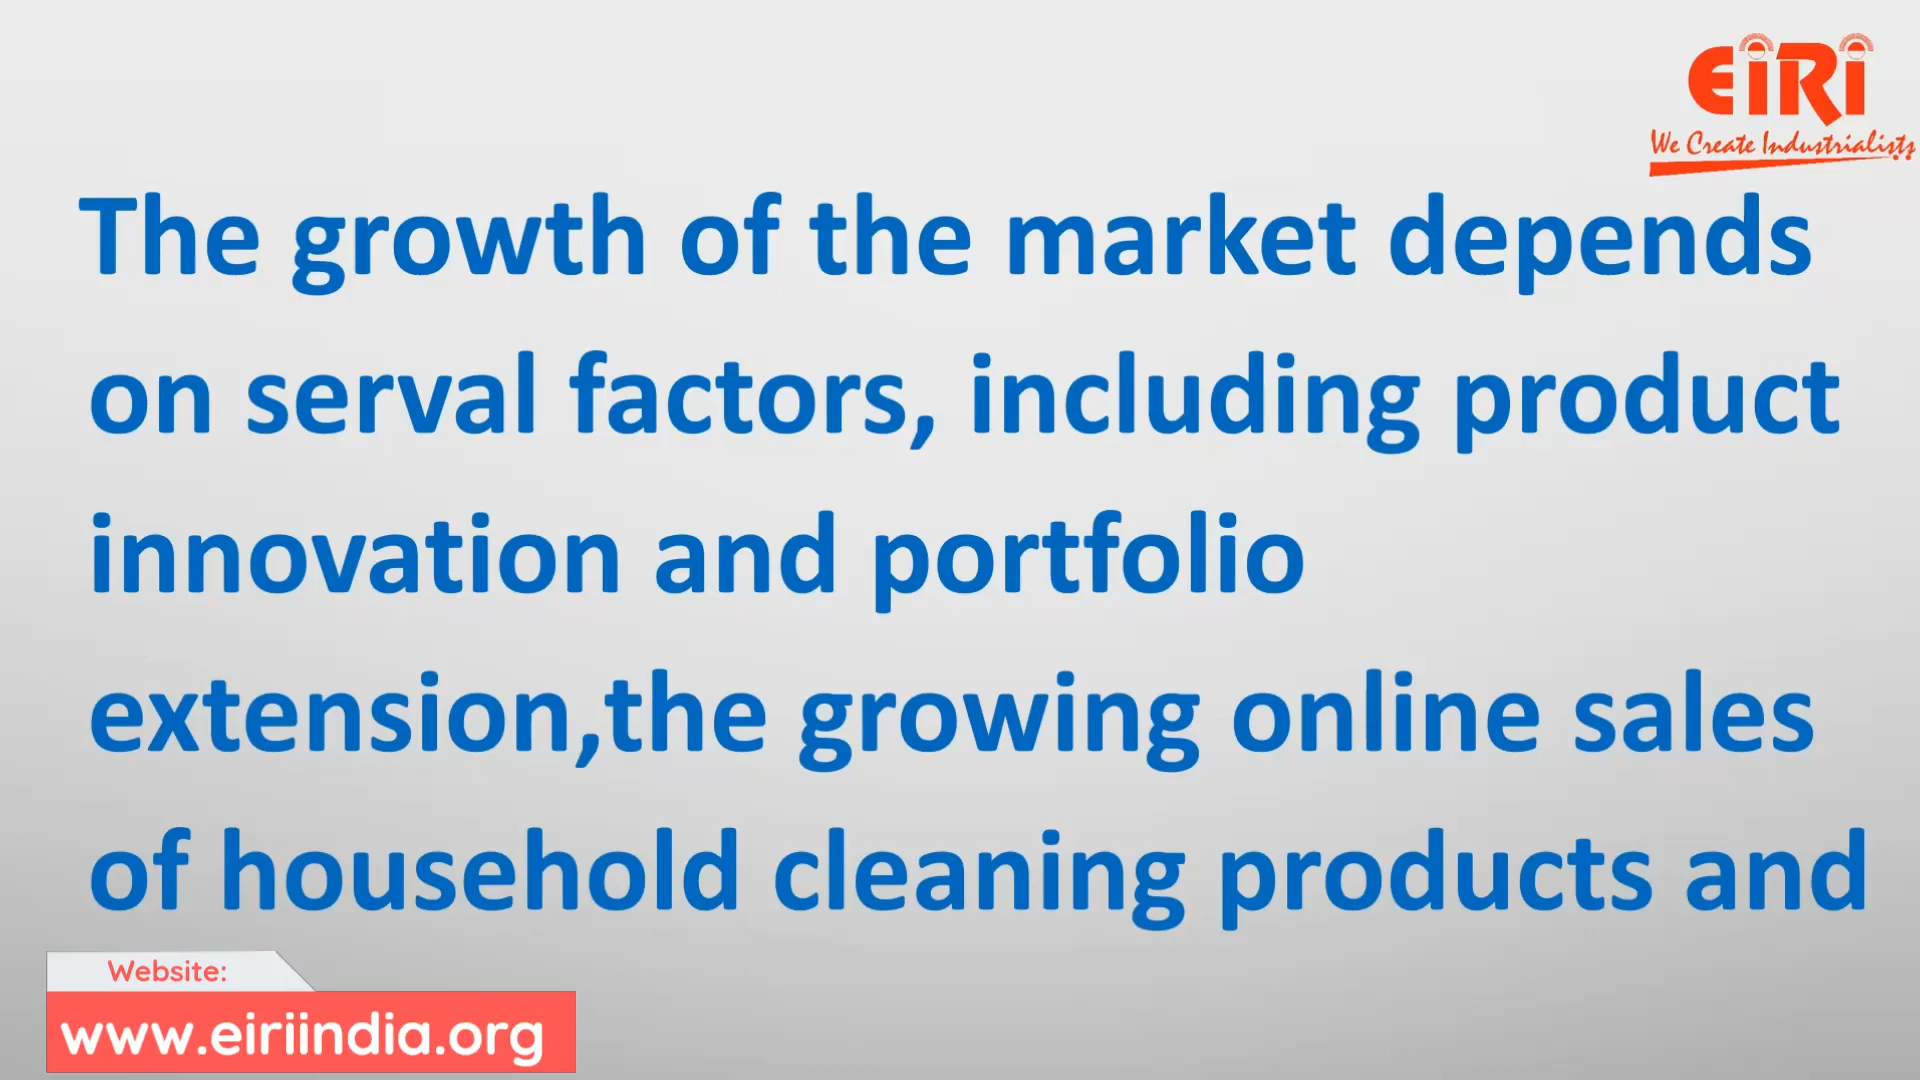 EiRi
We Create Industrialists
The growth of the market depends
on serval factors, including product
innovation and portfolio
extension,the growing online sales
of household cleaning products and
Website:
www.eiriindia.org